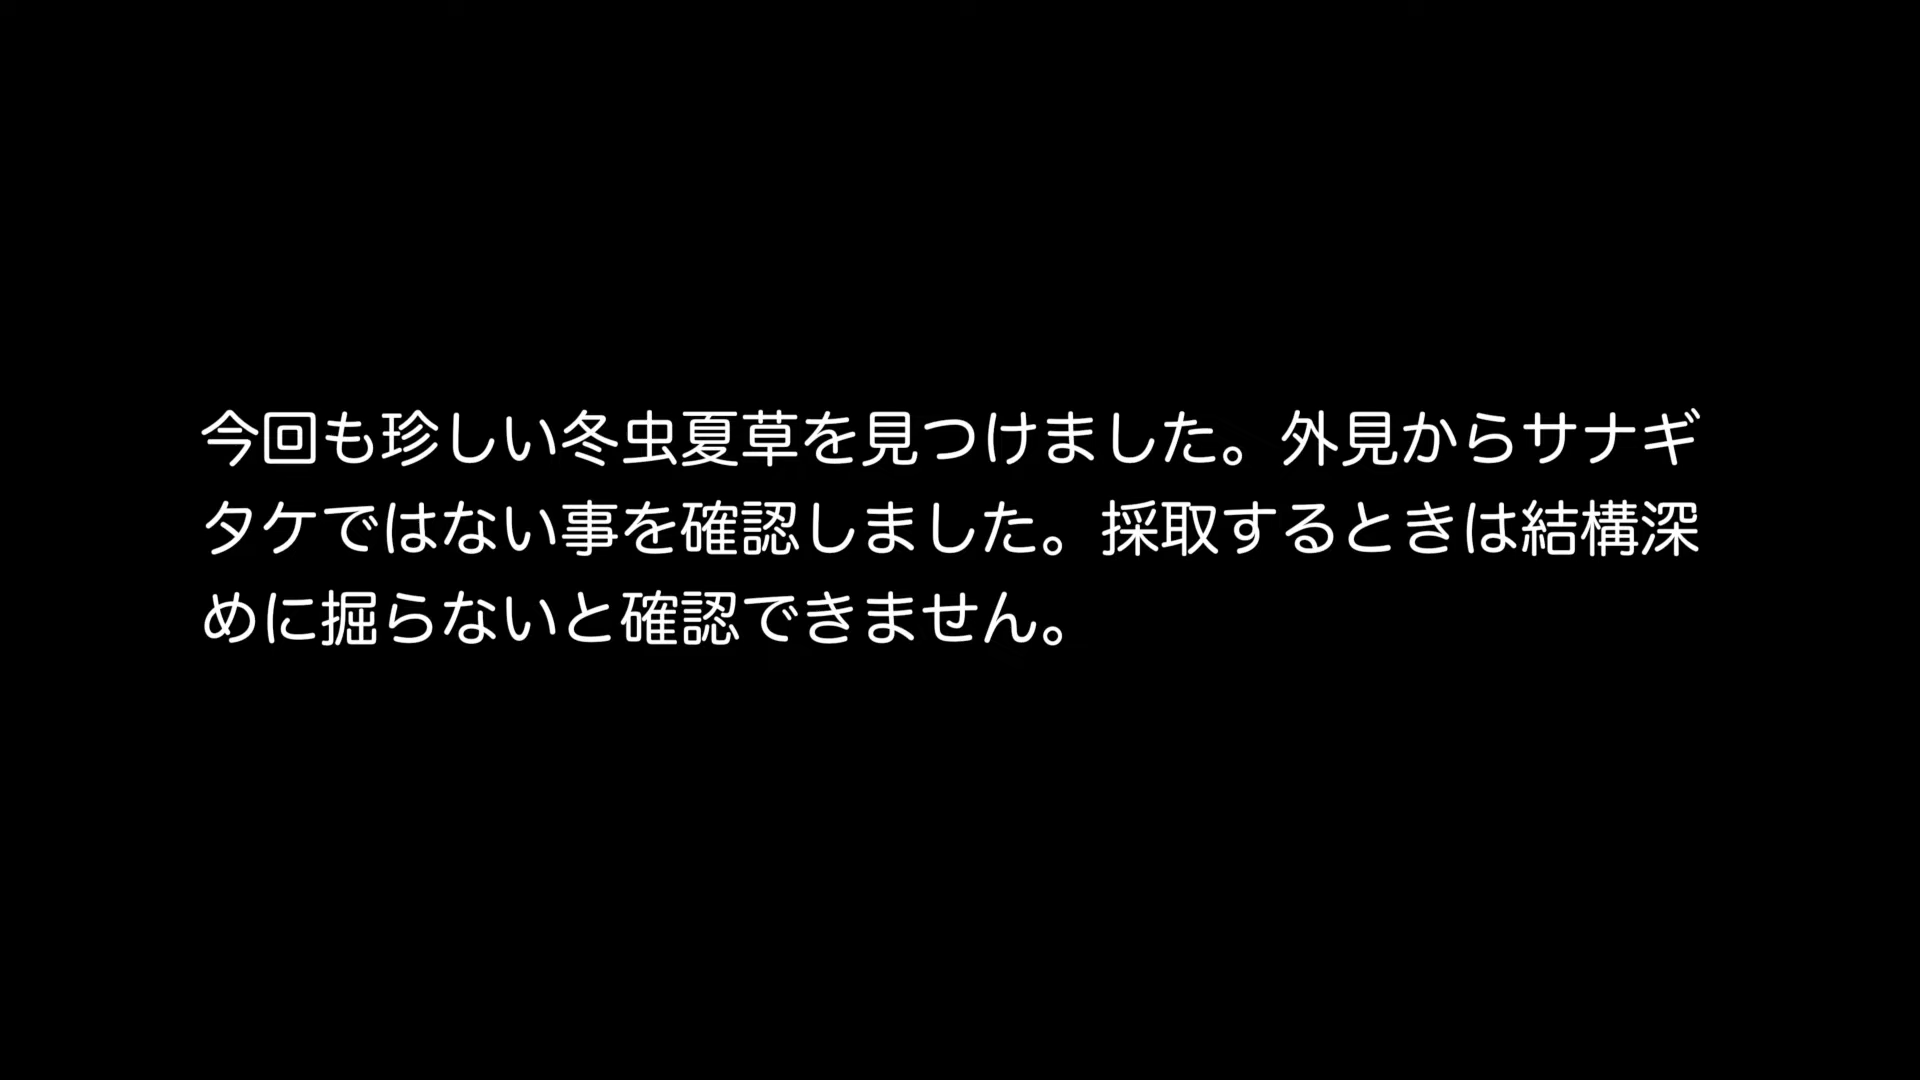 今回も珍しい冬虫夏草を見つけました。外見からサナギ
タケではない事を確認しました。採取するときは結構深
めに掘らないと確認できません。